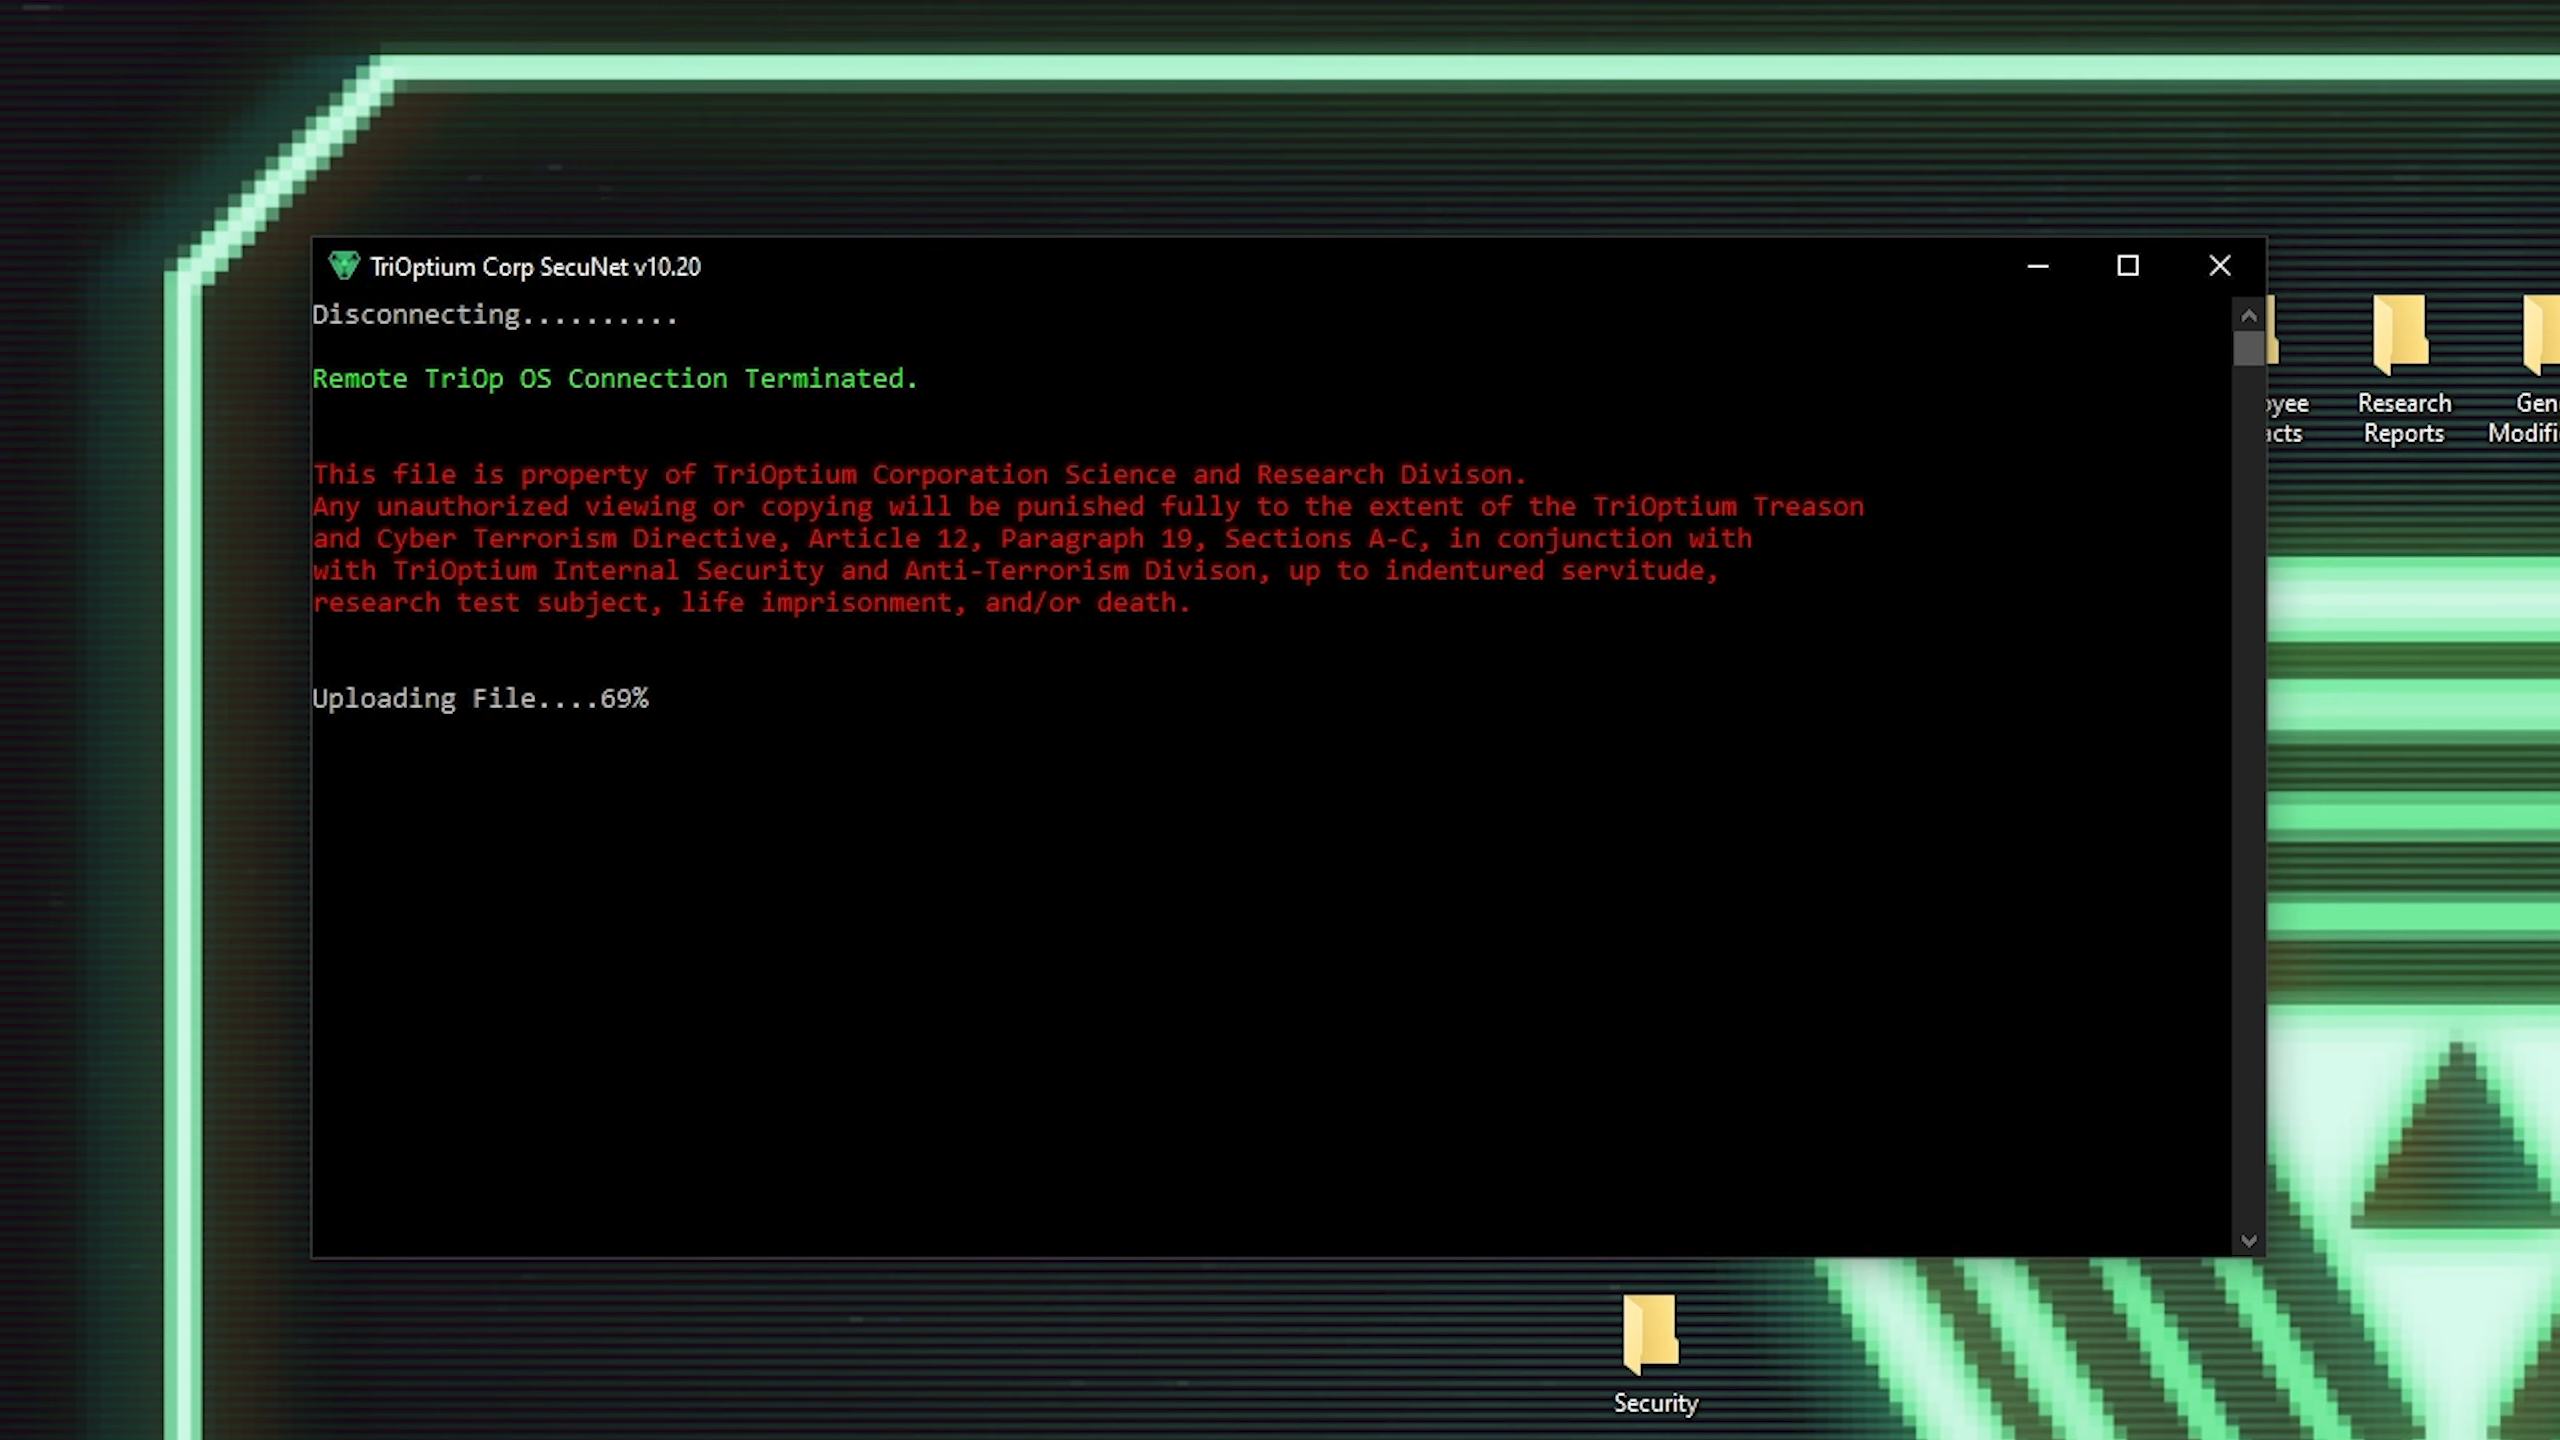 TriOptium Corp SecuNet v10.20
Disconnecting..........
Remote TriOp OS Connection Terminated.
This file is property of TriOptium Corporation Science and Research Divison.
Any unauthorized viewing or copying will be punished fully to the extent of the TriOptium Treason
and Cyber Terrorism Directive, Article 12, Paragraph 19, Sections A-C, in conjunction with
with TriOptium Internal Security and Anti-Terrorism Divison, up to indentured servitude,
research test subject, life imprisonment, and/or death.
Uploading File....69%
Research
Reports
Security